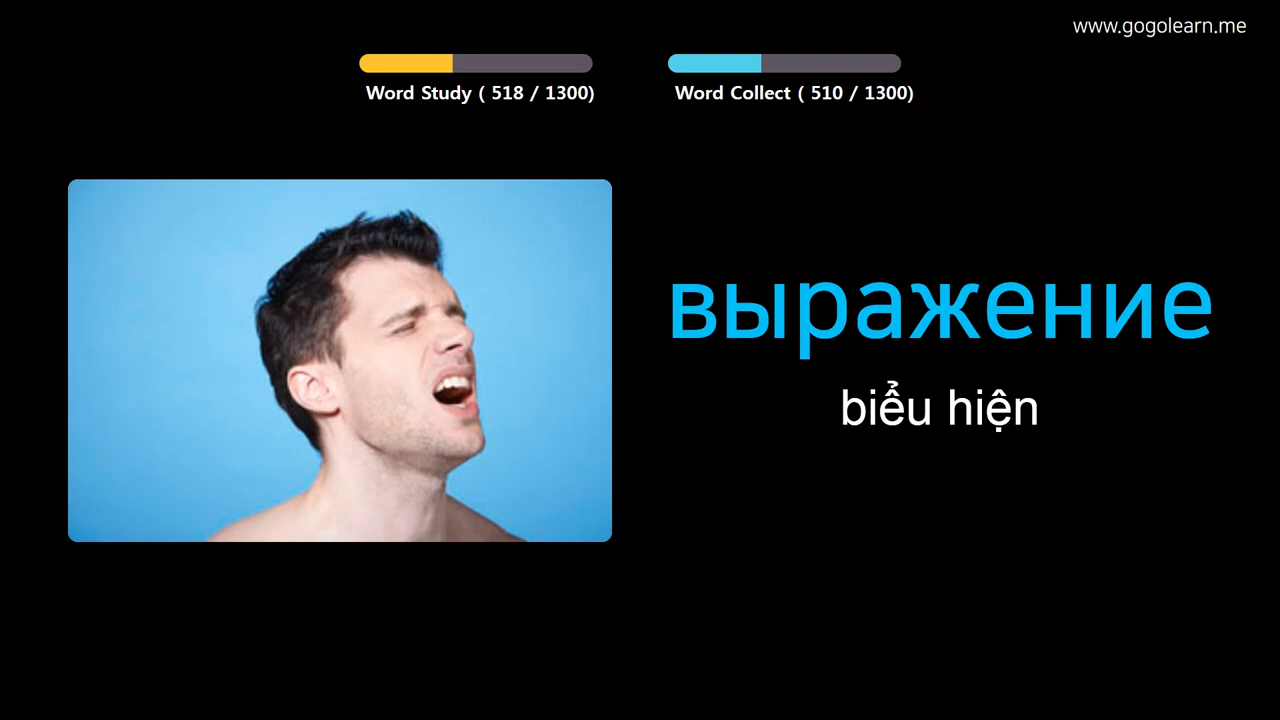 www.gogolearn.me
Word Study ( 518 / 1300)
Word Collect ( 510 / 1300)
выражение
biểu hiện